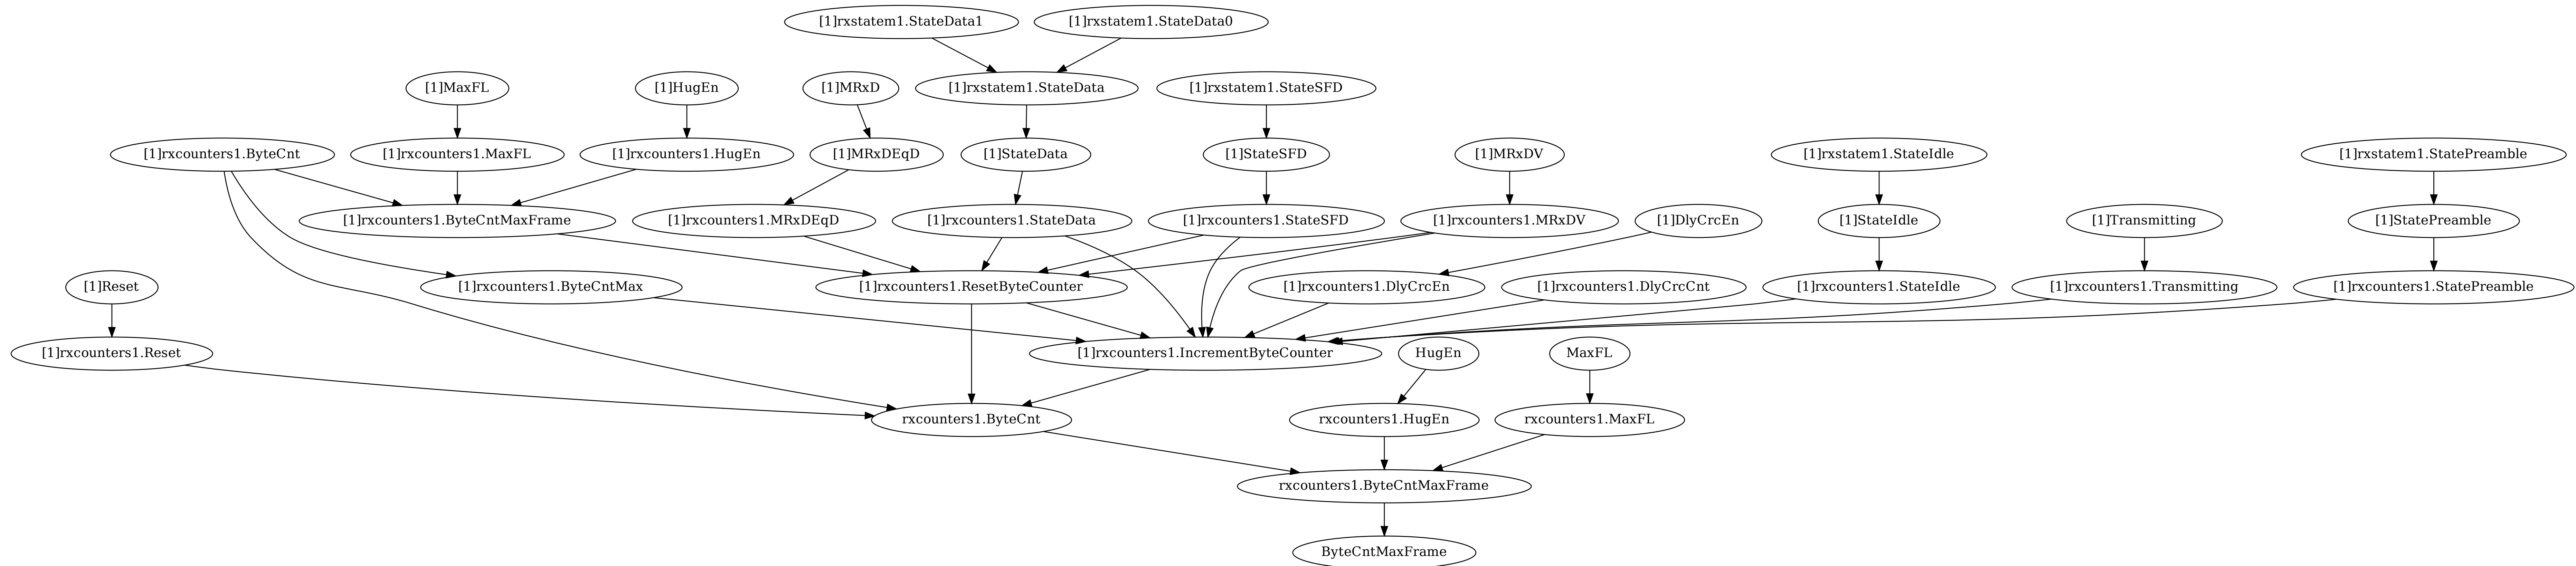 [1]rxstatem1.StateData1
[1]rxstatem1.StateData0
[1]MaxFL
[1]HugEn
[1]MRxD
[1]rxstatem1.StateData
[1]rxstatem1.StateSFD
[1]rxcounters1.ByteCnt
[1]rxcounters1.MaxFL
[1]rxcounters1.HugEn
[1]MRxDEqD
[1]StateData
[1]StateSFD
[1]MRxDV
[1]rxstatem1.StateIdle
[1]rxstatem1.StatePreamble
[1]rxcounters1.ByteCntMaxFrame
[1]rxcounters1.MRxDEqD
[1]rxcounters1.StateData
[1]rxcounters1.StateSFD
[1]rxcounters1.MRxDV
[1]DlyCrcEn
[1]StateIdle
[1]Transmitting
[1]StatePreamble
[1]Reset
[1]rxcounters1.ByteCntMax
[1]rxcounters1.ResetByteCounter
[1]rxcounters1.DlyCrcEn
[1]rxcounters1.DlyCrcCnt
[1]rxcounters1.StateIdle
[1]rxcounters1.Transmitting
[1]rxcounters1.StatePreamble
[1]rxcounters1.Reset
[1]rxcounters1.IncrementByteCounter
HugEn
MaxFL
rxcounters1.ByteCnt
rxcounters1.HugEn
rxcounters1.MaxFL
rxcounters1.ByteCntMaxFrame
ByteCntMaxFrame